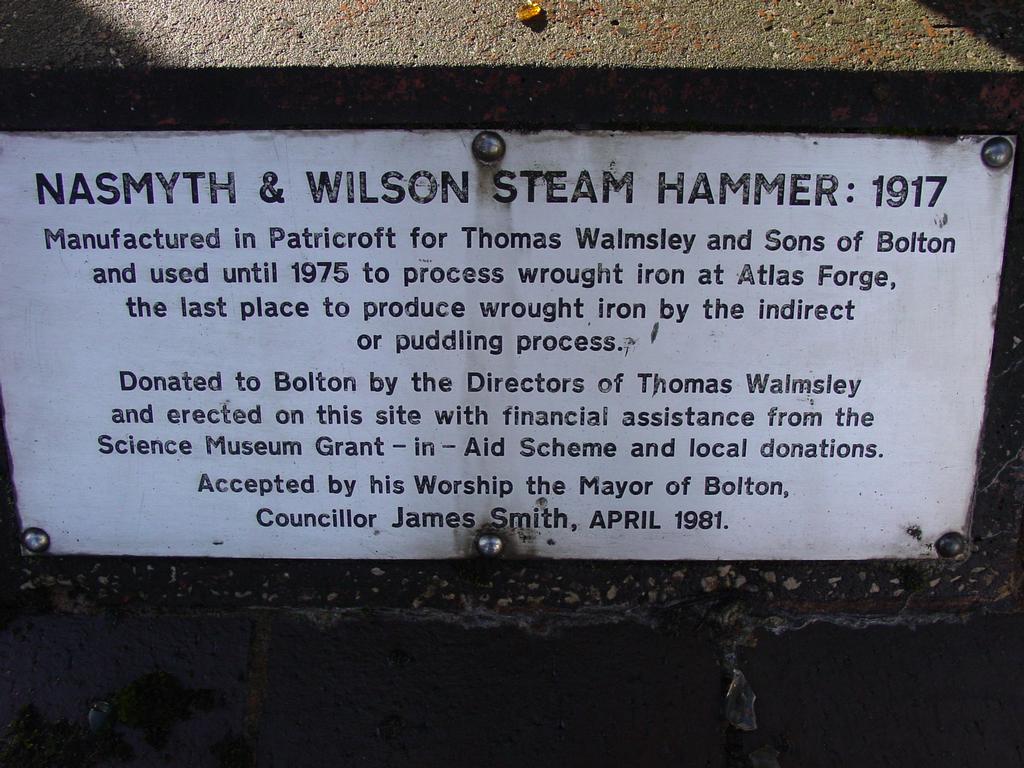 NASMYTH & WILSON STEAM HAMMER: 1917
Manufactured in Patricroft for Thomas Walmsley and Sons of Bolton
and used until 1975 to process wrought iron at Atlas Forge,
the last place to produce wrought iron by the indirect
or puddling process.
Donated to Bolton by the Directors of Thomas Walmsley
and erected on this site with financial assistance from the
Science Museum Grant - in - Aid Scheme and local donations.
Accepted by his Worship the Mayor of Bolton,
Councillor James Smith, APRIL 1981.